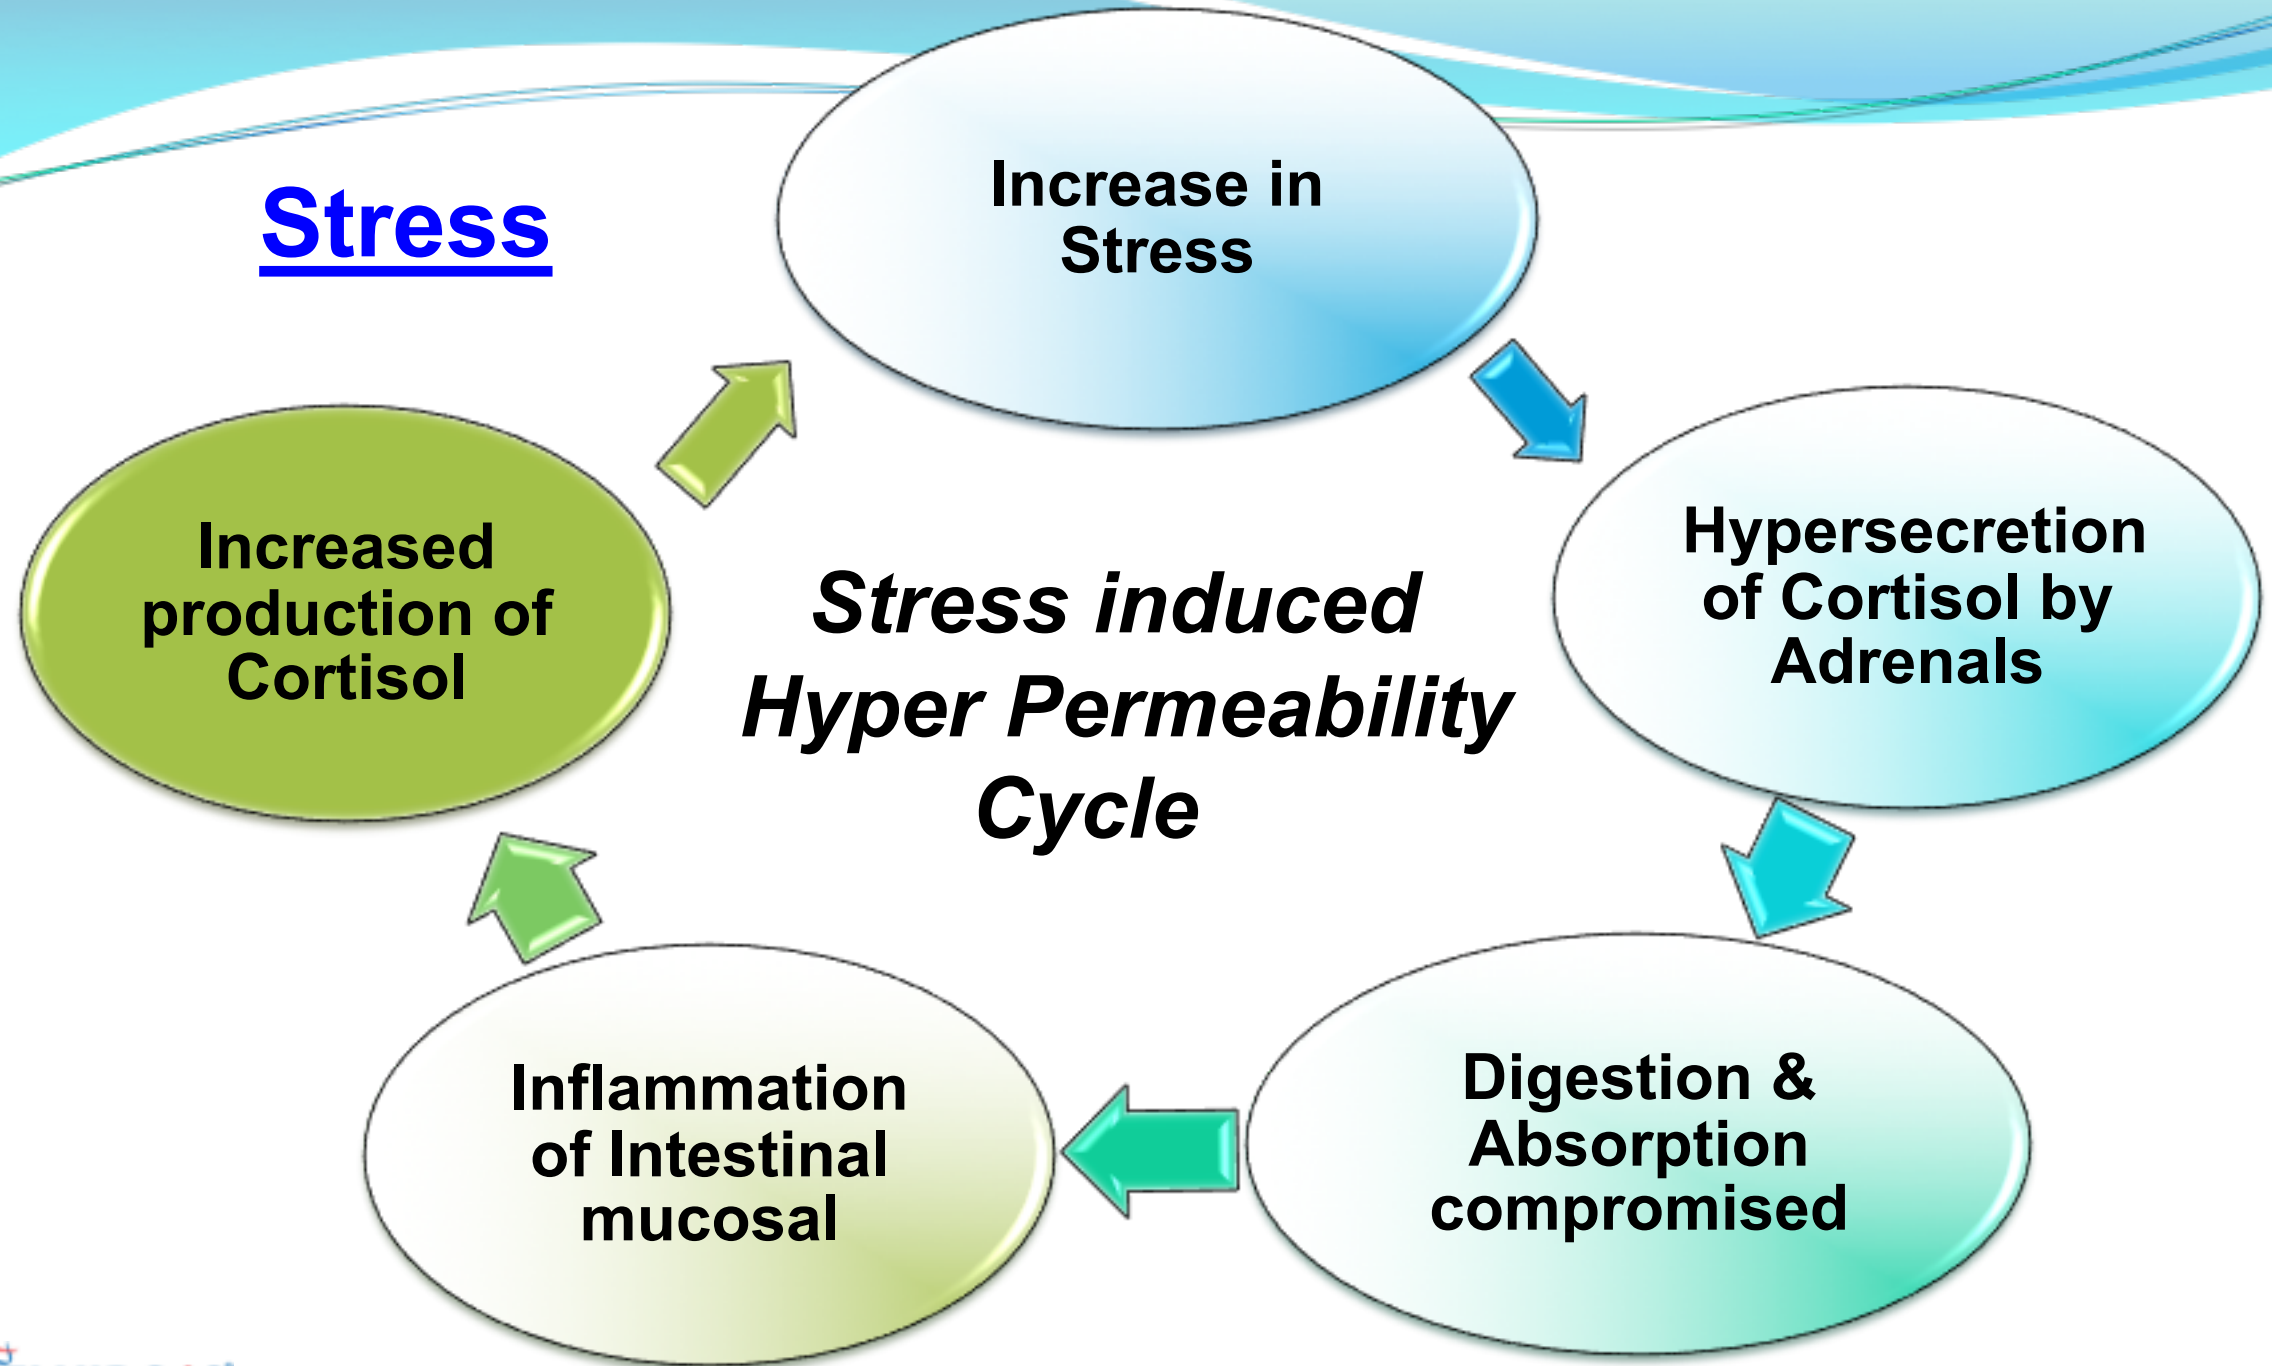 Stress
Increase in
Stress
Hypersecretion
of Cortisol by
Adrenals
Digestion &
Absorption
compromised
Inflammation
of Intestinal
mucosal
Increased
production of
Cortisol
Stress induced
Hyper Permeability
Cycle